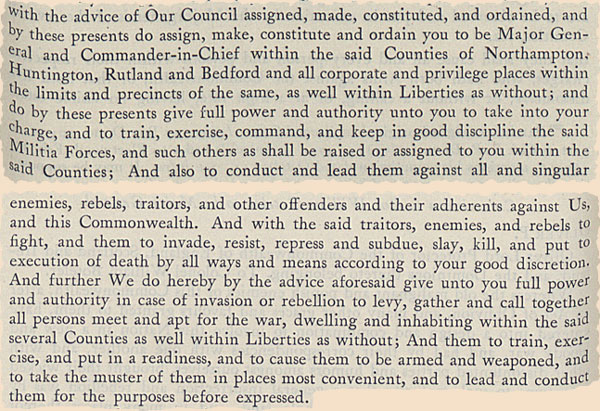 with the advice of Our Council assigned, made, constituted, and ordained, and
by these presents do assign, make, constitute and ordain you to be Major Gen-
eral and Commander-in-Chief within the said Counties of Northampton,
Huntington, Rutland and Bedford and all corporate and privilege places within
the limits and precincts of the same, as well within Liberties as without; and
do by these presents give full power and authority unto you to take into your
charge, and to train, exercise, command, and keep in good discipline the said
Militia Forces, and such others as shall be raised or assigned to you within the
said Counties; And also to conduct and lead them against all and singular
enemies, rebels, traitors, and other offenders and their adherents against Us,
and this Commonwealth. And with the said traitors, enemies, and rebels to
fight, and them to invade, resist, repress and subdue, slay, kill, and put to
execution of death by all ways and means according to your good discretion.
And further We do hereby by the advice aforesaid give unto you full power
and authority in case of invasion or rebellion to levy, gather and call together
all persons meet and apt for the war, dwelling and inhabiting within the said
several Counties as well within Liberties as without; And them to train, exer-
cise, and put in a readiness, and to cause them to be armed and weaponed, and
to take the muster of them in places most convenient, and to lead and conduct
them for the purposes before expressed.